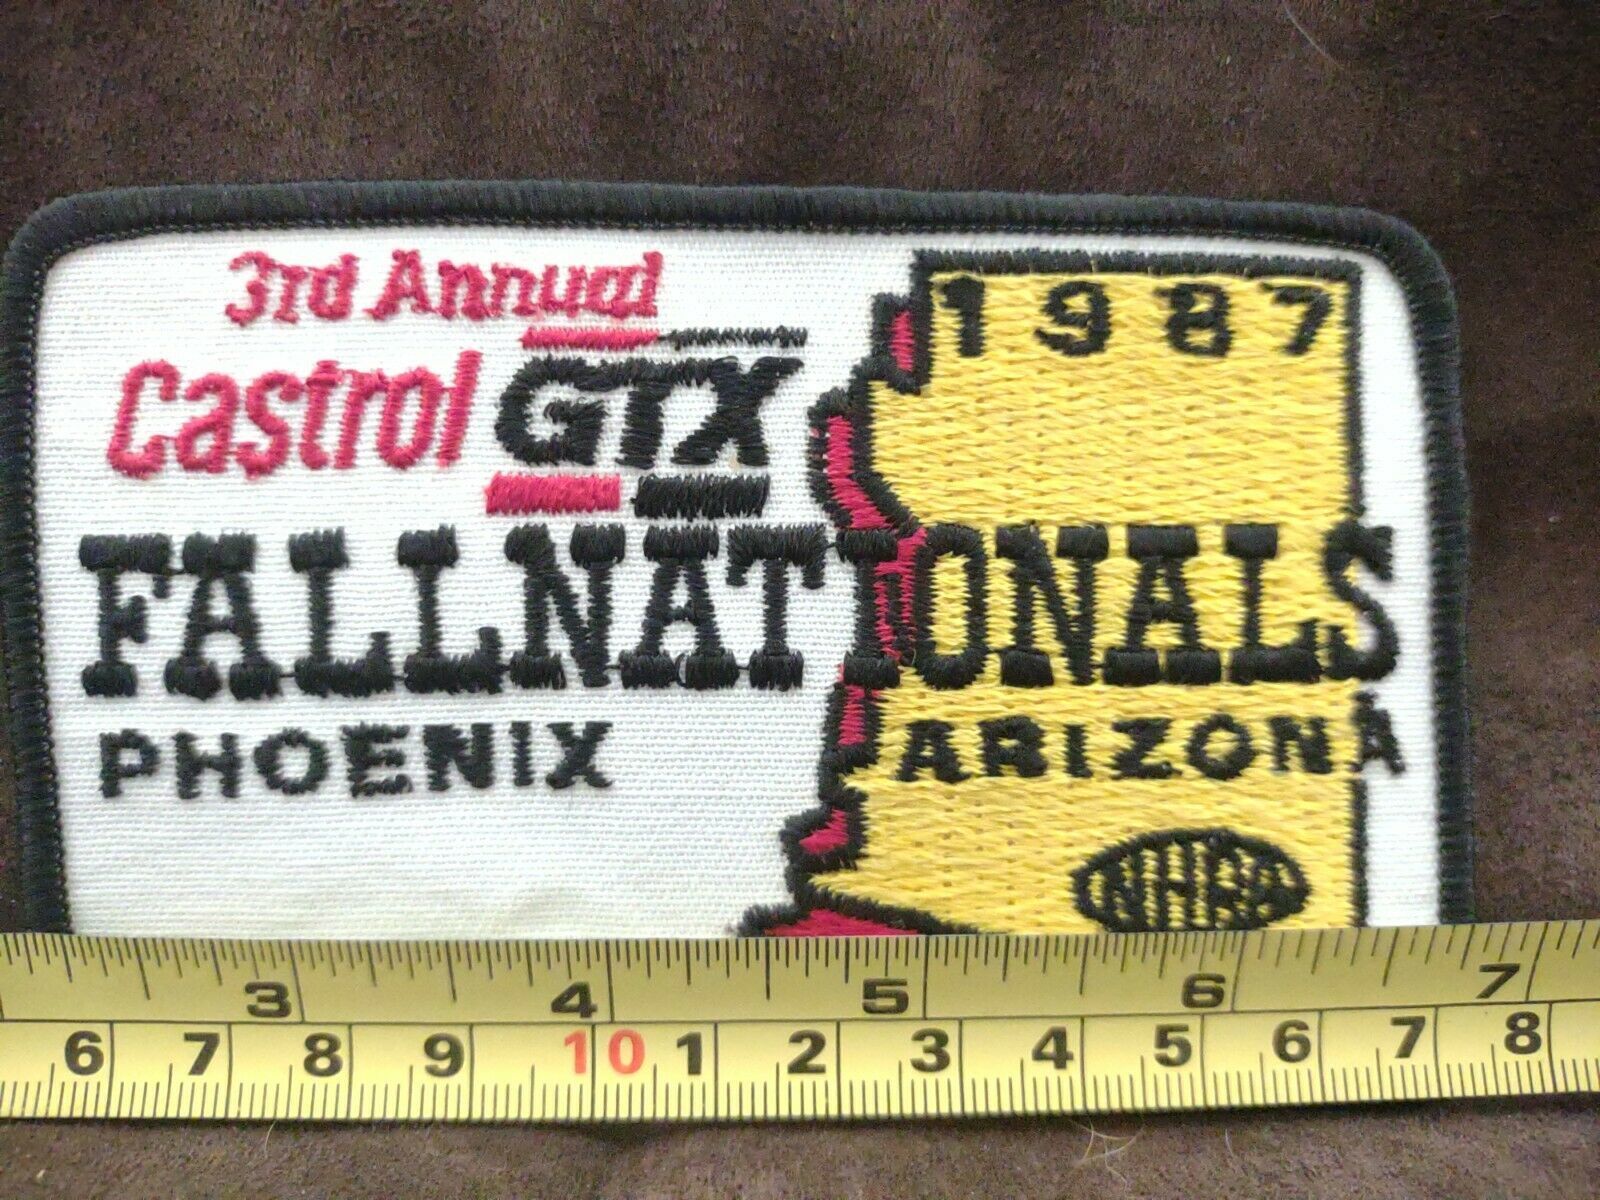 3rd Annual
Castrol GTX
1987
FALLNATIONALS
PHOENIX ARIZONA
NHRA
3 4 5 6 7
6 7 8 9 10 1 2 3 4 5 6 7 8